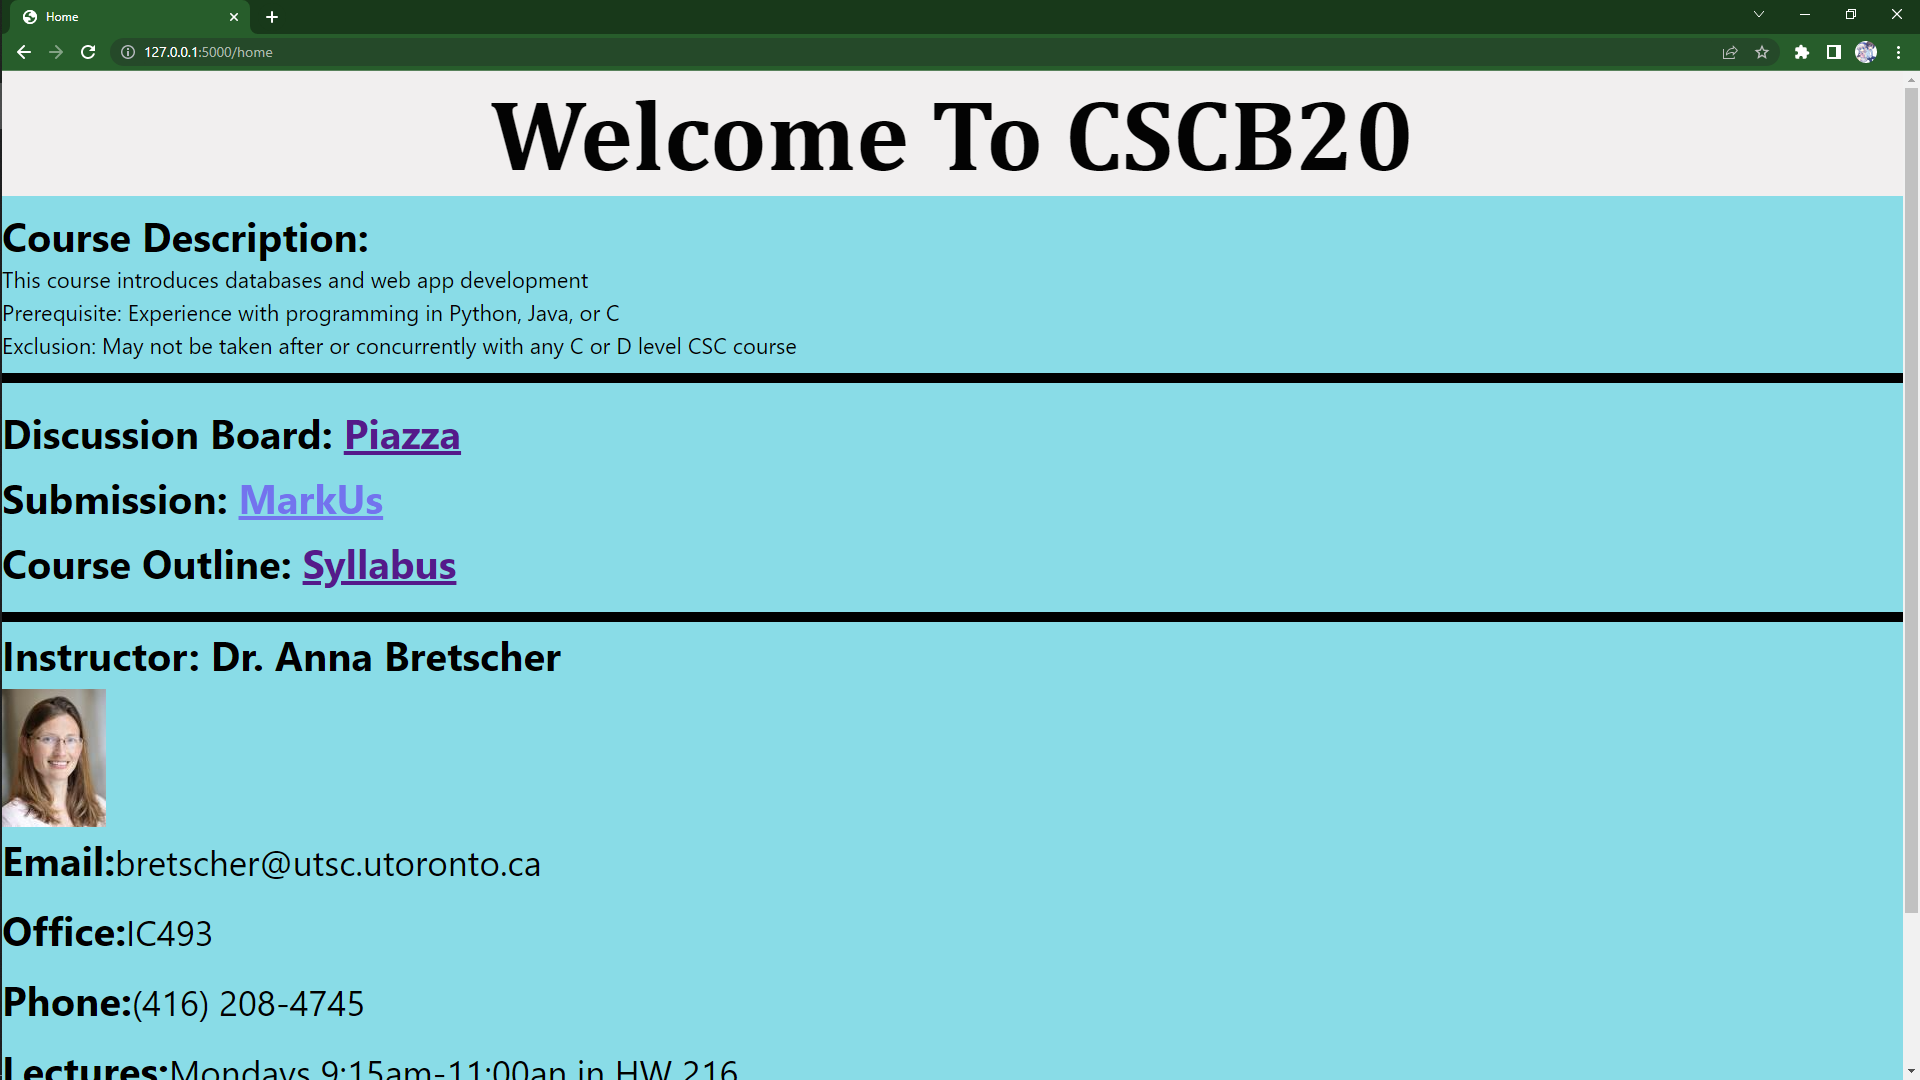 Home
127.0.0.1:5000/home
Welcome To CSCB20
Course Description:
This course introduces databases and web app development
Prerequisite: Experience with programming in Python, Java, or C
Exclusion: May not be taken after or concurrently with any C or D level CSC course
Discussion Board: Piazza
Submission: MarkUs
Course Outline: Syllabus
Instructor: Dr. Anna Bretscher
Email:bretscher@utsc.utoronto.ca
Office:IC493
Phone:(416) 208-4745
Lectures:Mondays 9:15am-11:00an in HW 216